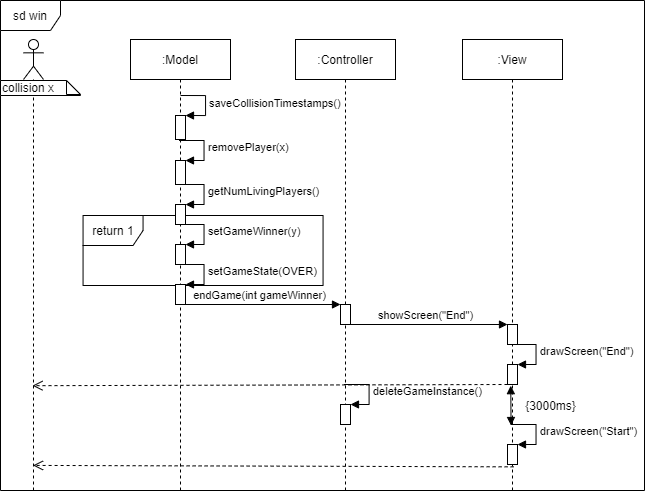 sd win
:Model
:Controller
:View
collision x
saveCollisionTimestamps()
removePlayer(x)
getNumLivingPlayers()
return 1
setGameWinner(y)
setGameState(OVER)
endGame(int gameWinner)
showScreen("End")
drawScreen("End")
deleteGameInstance()
{3000ms}
drawScreen("Start")